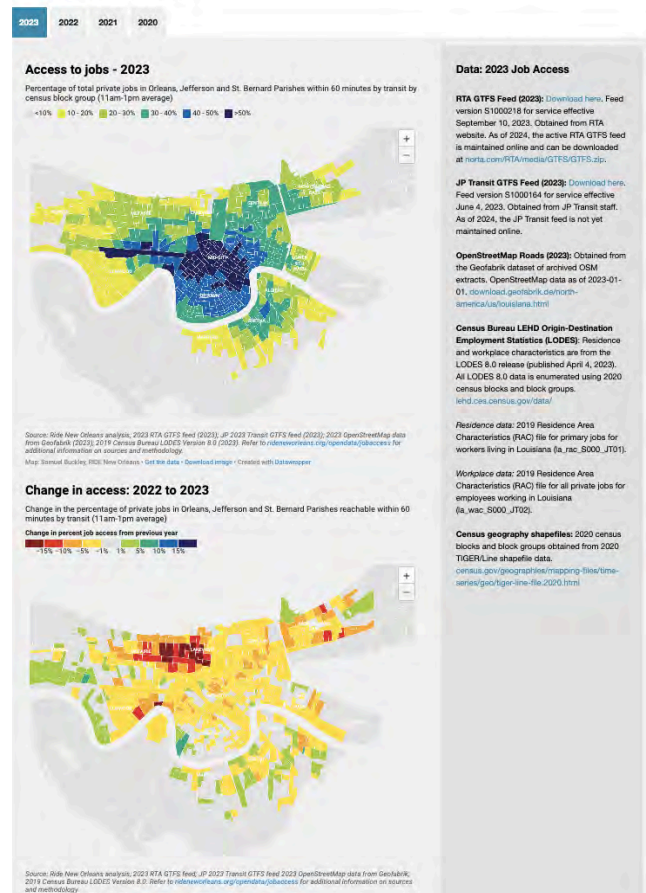 2023 2022 2021 2020
Access to jobs - 2023
Percentage of total private jobs in Orleans, Jefferson and St. Bernard Parishes within 60 minutes by transit by
census block group (11am-1pm average)
<10% 10 - 20% 20 - 30% 30 - 40% 40 - 50% >50%
+
−
Source: Ride New Orleans analysis, 2023 RTA GTFS feed (2023); JP 2023 Transit GTFS feed (2023); 2023 OpenStreetMap data
from Geofabrik (2023); 2019 Census Bureau LODES Version 8.0 (2023). Refer to rideneworleans.org/opendata/jobaccess for
additional information on sources and methodology.
Map: Samuel Buckley, RIDE New Orleans • Get the data • Download image • Created with Datawrapper
Change in access: 2022 to 2023
Change in the percentage of private jobs in Orleans, Jefferson and St. Bernard Parishes reachable within 60
minutes by transit (11am-1pm average)
Change in percent job access from previous year
−15% −10% −5% −1% 1% 5% 10% 15%
+
−
Source: Ride New Orleans analysis, 2023 RTA GTFS feed; JP 2023 Transit GTFS feed 2023 OpenStreetMap data from Geofabrik;
2019 Census Bureau LODES Version 8.0. Refer to rideneworleans.org/opendata/jobaccess for additional information on sources
and methodology.
Data: 2023 Job Access
RTA GTFS Feed (2023): Download here. Feed
version S1000218 for service effective
September 10, 2023. Obtained from RTA
website. As of 2024, the active RTA GTFS feed
is maintained online and can be downloaded
at norta.com/RTA/media/GTFS/GTFS.zip.
JP Transit GTFS Feed (2023): Download here.
Feed version S1000164 for service effective
June 4, 2023. Obtained from JP Transit staff.
As of 2024, the JP Transit feed is not yet
maintained online.
OpenStreetMap Roads (2023): Obtained from
the Geofabrik dataset of archived OSM
extracts. OpenStreetMap data as of 2023-01-
01. download.geofabrik.de/north-
america/us/louisiana.html
Census Bureau LEHD Origin-Destination
Employment Statistics (LODES): Residence
and workplace characteristics are from the
LODES 8.0 release (published April 4, 2023).
All LODES 8.0 data is enumerated using 2020
census blocks and block groups.
lehd.ces.census.gov/data/
Residence data: 2019 Residence Area
Characteristics (RAC) file for primary jobs for
workers living in Louisiana (la_rac_S000_JT01).
Workplace data: 2019 Residence Area
Characteristics (RAC) file for all private jobs for
employees working in Louisiana
(la_wac_S000_JT02).
Census geography shapefiles: 2020 census
blocks and block groups obtained from 2020
TIGER/Line shapefile data.
census.gov/geographies/mapping-files/time-
series/geo/tiger-line-file.2020.html